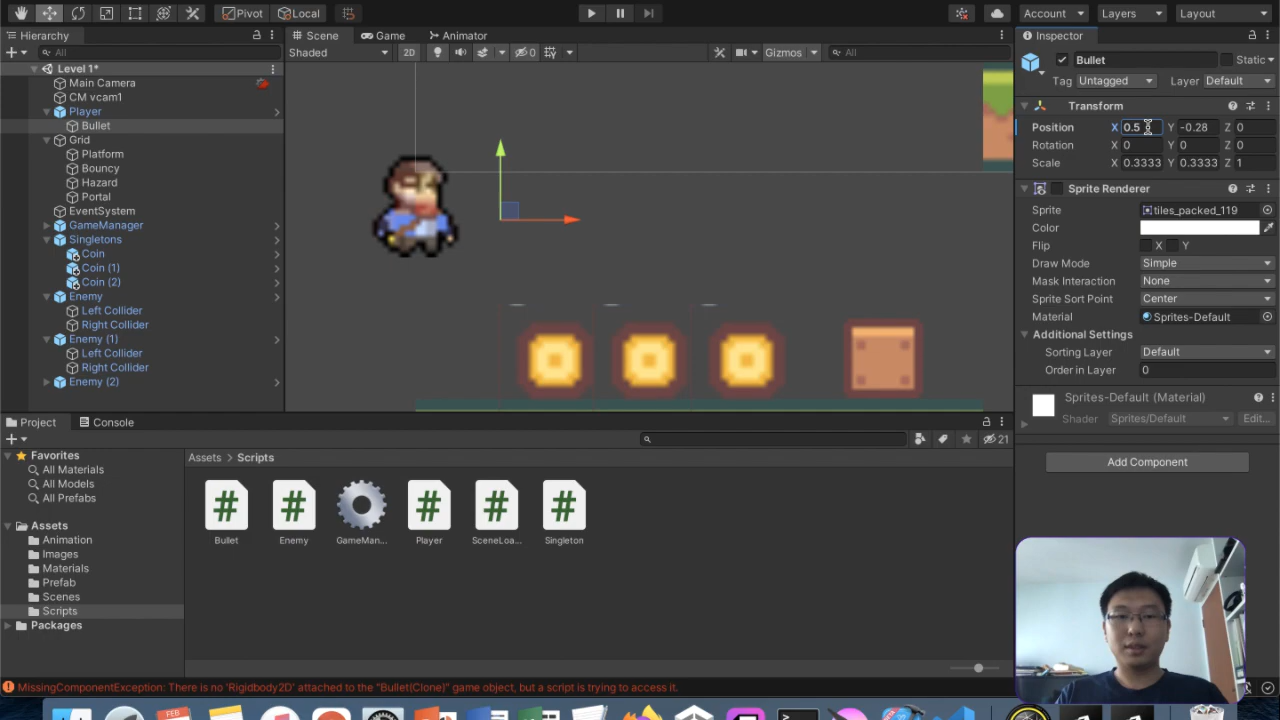 Pivot Local Account Layers Layout
Hierarchy Scene Game Animator Inspector
All Shaded 2D Gizmos All Bullet Static
Level 1*
Main Camera
CM vcam1
Player
Bullet
Grid
Platform
Bouncy
Hazard
Portal
EventSystem
GameManager
Singletons
Coin
Coin (1)
Coin (2)
Enemy
Left Collider
Right Collider
Enemy (1)
Left Collider
Right Collider
Enemy (2)
Tag Untagged Layer Default
Transform
Position X 0.5 Y -0.28 Z 0
Rotation X 0 Y 0 Z 0
Scale X 0.3333 Y 0.3333 Z 1
Sprite Renderer
Sprite tiles_packed_119
Color
Flip X Y
Draw Mode Simple
Mask Interaction None
Sprite Sort Point Center
Material Sprites-Default
Additional Settings
Sorting Layer Default
Order in Layer 0
Sprites-Default (Material)
Shader Sprites/Default Edit...
Add Component
Project Console
21
Favorites
All Materials
All Models
All Prefabs
Assets
Animation
Images
Materials
Prefab
Scenes
Scripts
Packages
Assets > Scripts
Bullet Enemy GameMan... Player SceneLoa... Singleton
MissingComponentException: There is no 'Rigidbody2D' attached to the "Bullet(Clone)" game object, but a script is trying to access it.
FEB